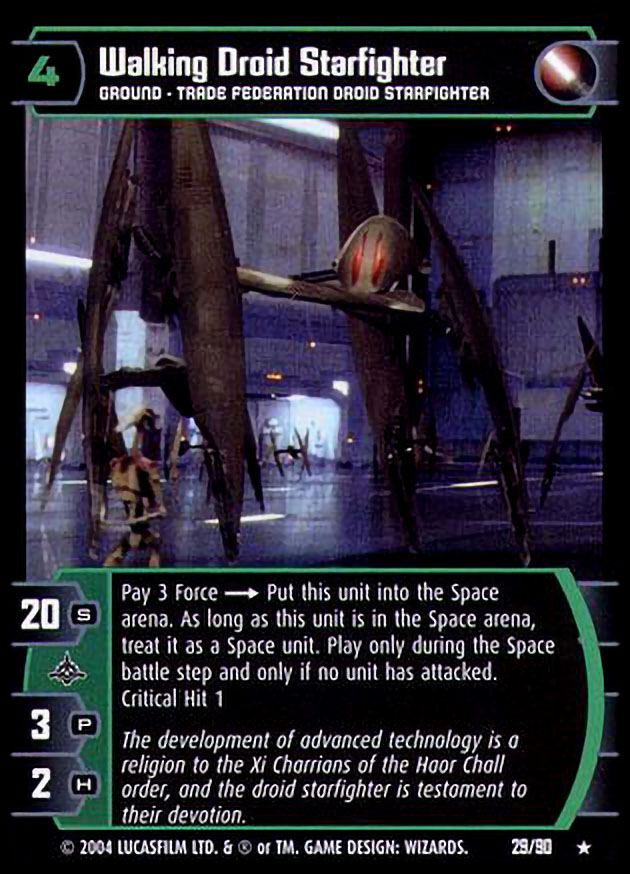 4
Walking Droid Starfighter
GROUND - TRADE FEDERATION DROID STARFIGHTER
20 S
Pay 3 Force ⟶ Put this unit into the Space
arena. As long as this unit is in the Space arena,
treat it as a Space unit. Play only during the Space
battle step and only if no unit has attacked.
Critical Hit 1
3 P
2 H
The development of advanced technology is a
religion to the Xi Charrians of the Haor Chall
order, and the droid starfighter is testament to
their devotion.
© 2004 LUCASFILM LTD. & ® or TM. GAME DESIGN: WIZARDS. 29/90 ★